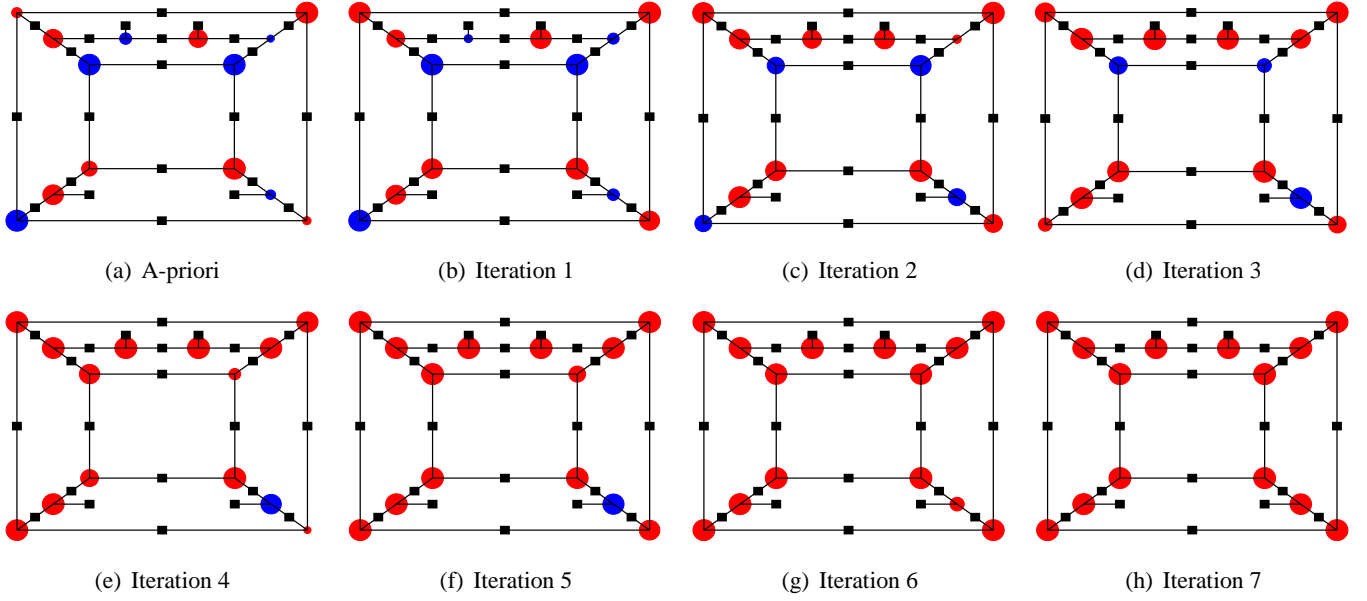 (a) A-priori
(b) Iteration 1
(c) Iteration 2
(d) Iteration 3
(e) Iteration 4
(f) Iteration 5
(g) Iteration 6
(h) Iteration 7